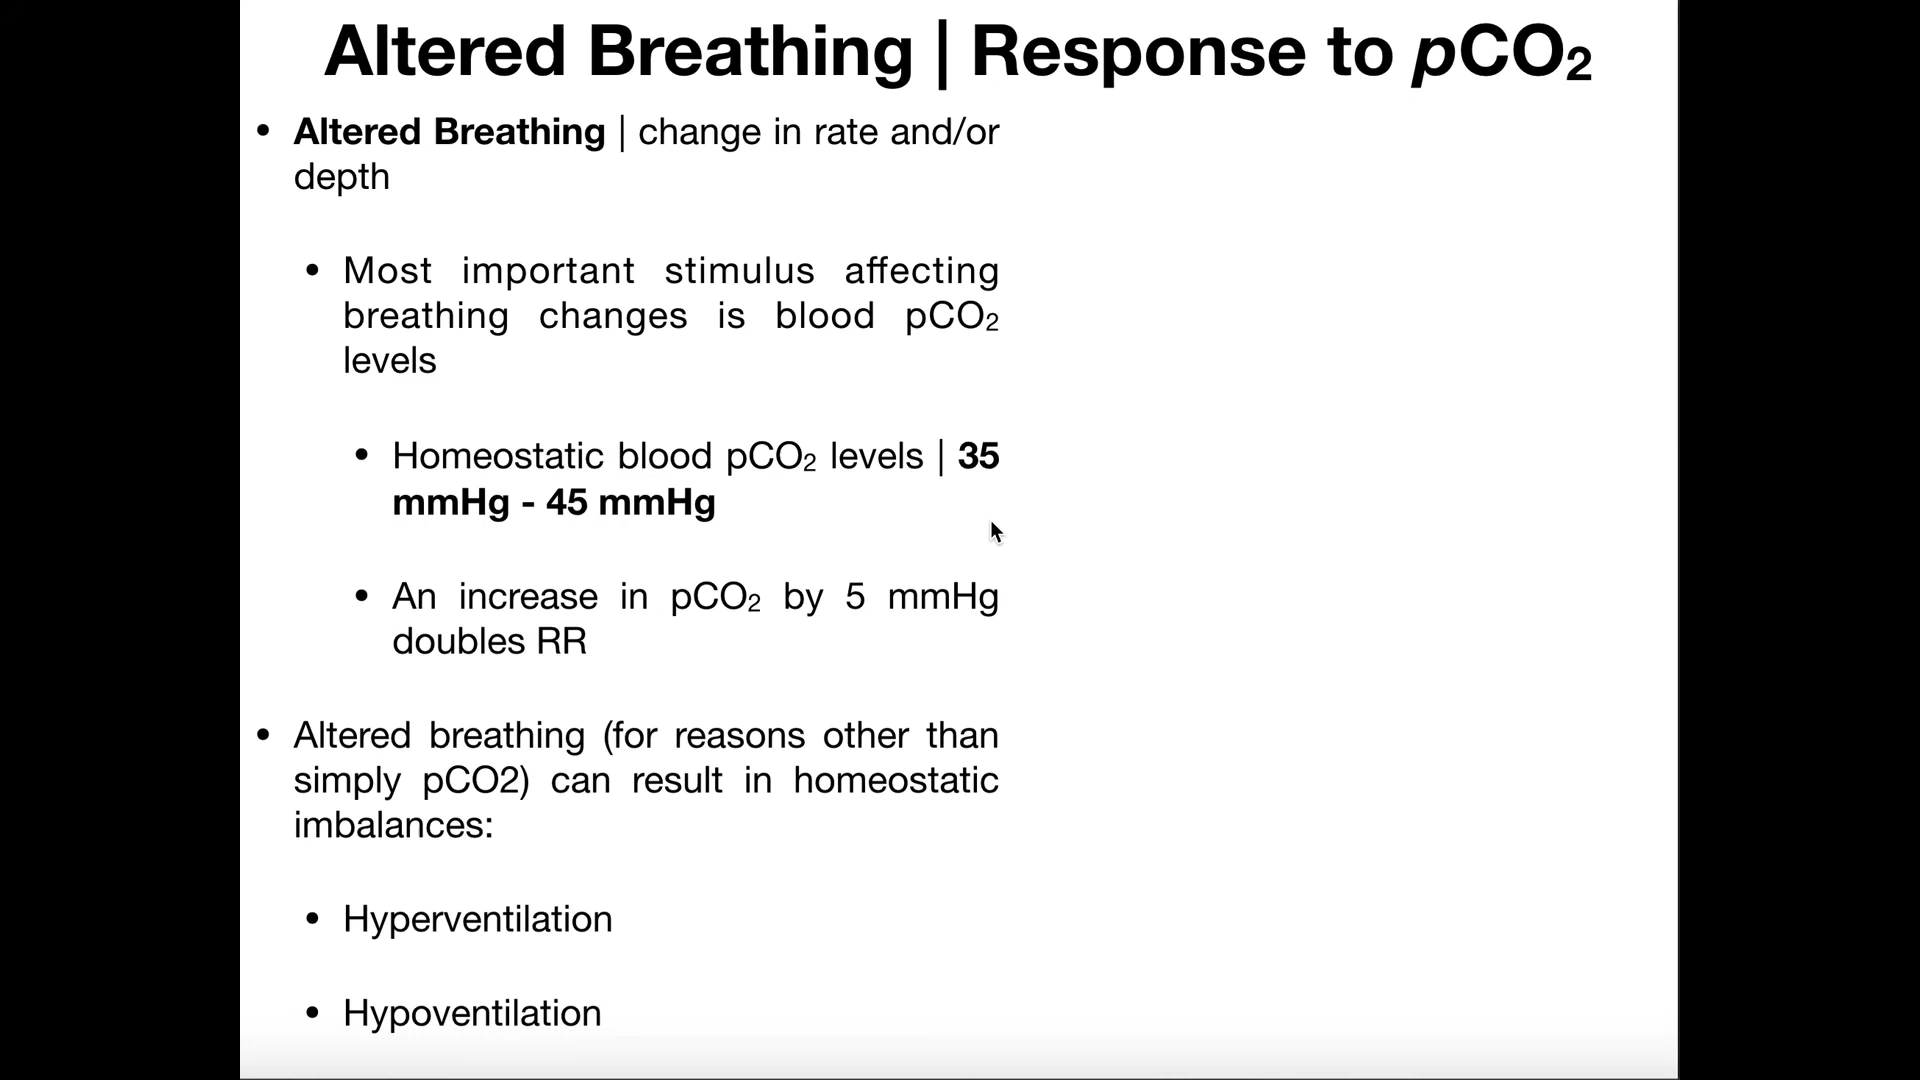 Altered Breathing | Response to pCO₂
• Altered Breathing | change in rate and/or
depth
• Most important stimulus affecting
breathing changes is blood pCO₂
levels
• Homeostatic blood pCO₂ levels | 35
mmHg - 45 mmHg
• An increase in pCO₂ by 5 mmHg
doubles RR
• Altered breathing (for reasons other than
simply pCO2) can result in homeostatic
imbalances:
• Hyperventilation
• Hypoventilation